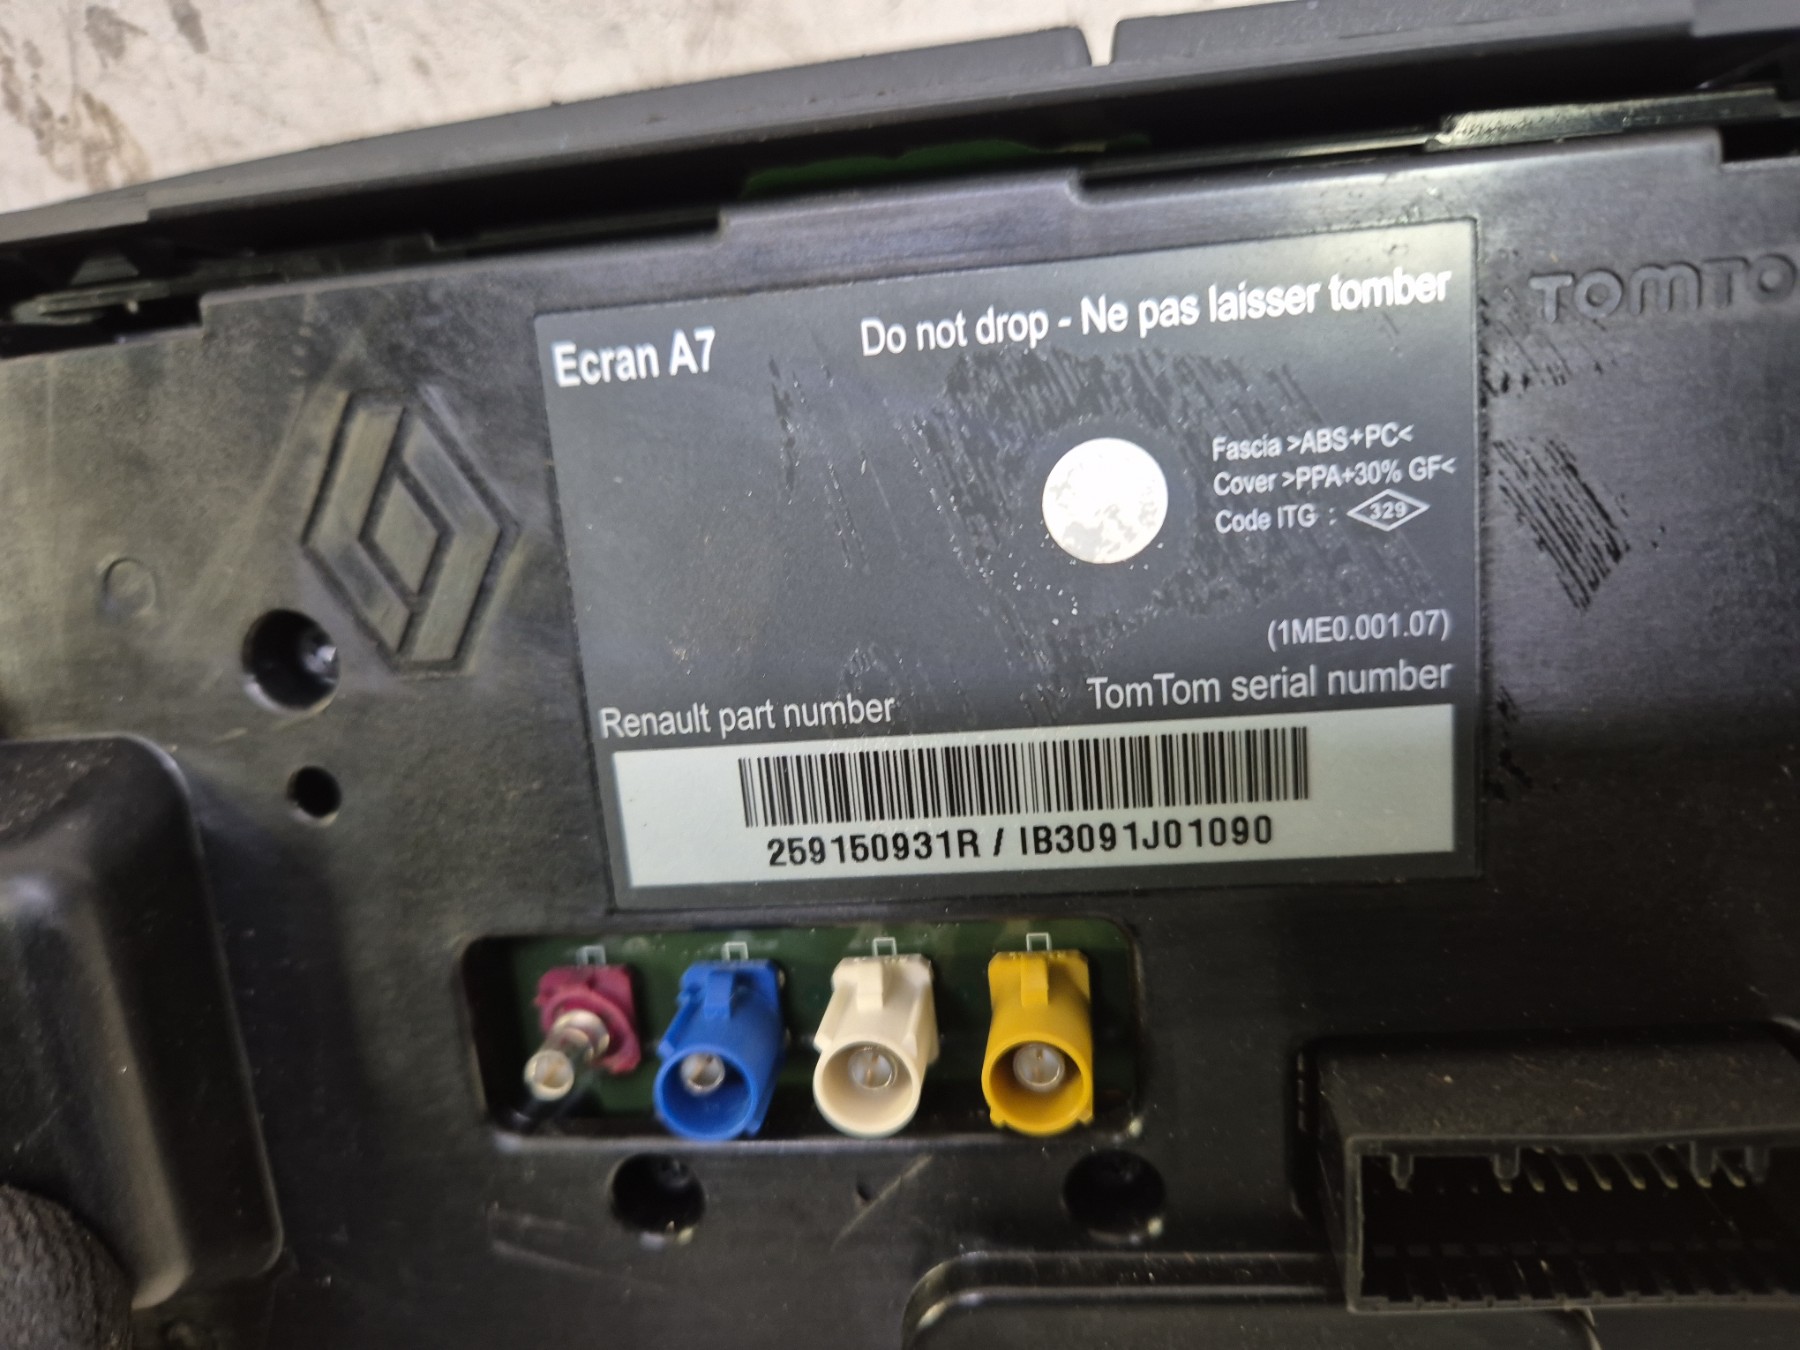 TOMTO
Ecran A7
Do not drop - Ne pas laisser tomber
Fascia >ABS+PC<
Cover >PPA+30% GF<
Code ITG : 329
(1ME0.001.07)
Renault part number
TomTom serial number
259150931R / IB3091J01090